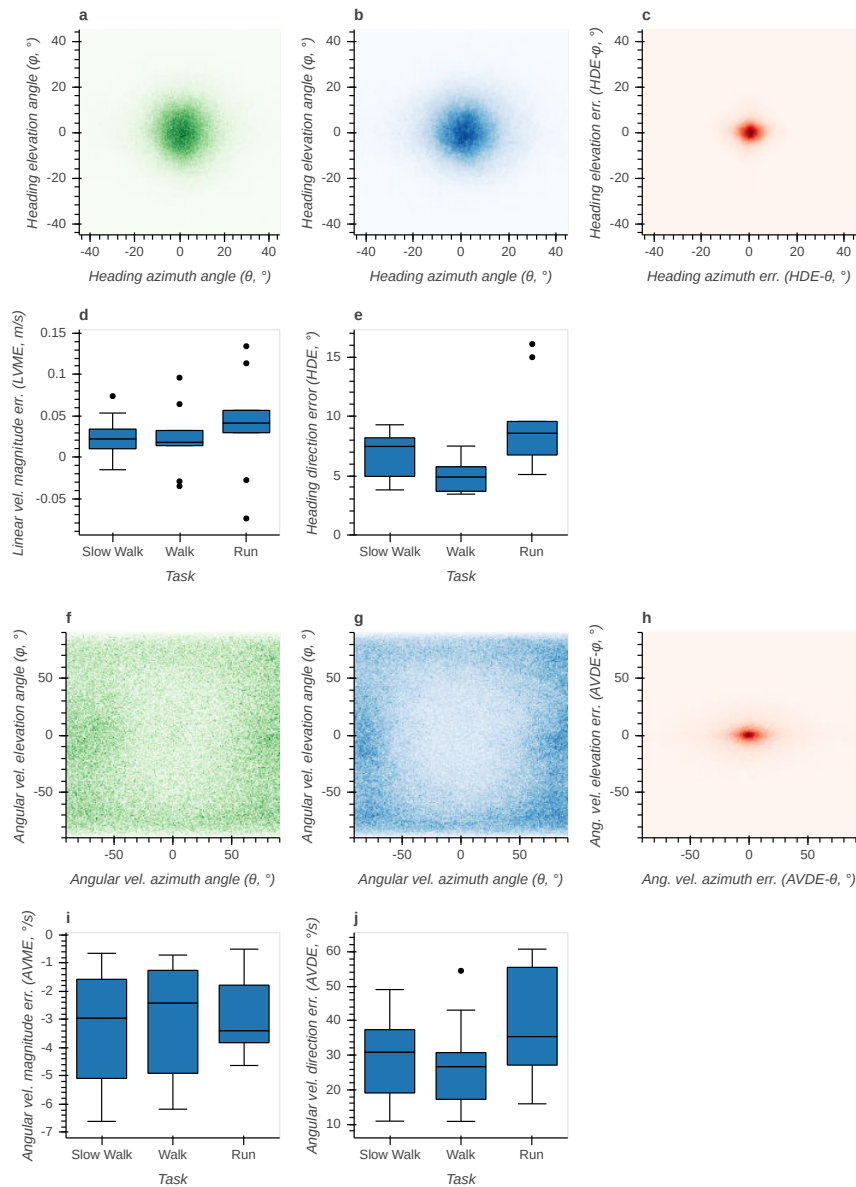 a
40
20
0
-20
-40
Heading elevation angle (φ, °)
-40 -20 0 20 40
Heading azimuth angle (θ, °)
b
40
20
0
-20
-40
Heading elevation angle (φ, °)
-40 -20 0 20 40
Heading azimuth angle (θ, °)
c
40
20
0
-20
-40
Heading elevation err. (HDE-φ, °)
-40 -20 0 20 40
Heading azimuth err. (HDE-θ, °)
d
0.15
0.1
0.05
0
-0.05
Linear vel. magnitude err. (LVME, m/s)
Slow Walk Walk Run
Task
e
15
10
5
0
Heading direction error (HDE, °)
Slow Walk Walk Run
Task
f
50
0
-50
Angular vel. elevation angle (φ, °)
-50 0 50
Angular vel. azimuth angle (θ, °)
g
50
0
-50
Angular vel. elevation angle (φ, °)
-50 0 50
Angular vel. azimuth angle (θ, °)
h
50
0
-50
Ang. vel. elevation err. (AVDE-φ, °)
-50 0 50
Ang. vel. azimuth err. (AVDE-θ, °)
i
0
-1
-2
-3
-4
-5
-6
-7
Angular vel. magnitude err. (AVME, °/s)
Slow Walk Walk Run
Task
j
60
50
40
30
20
10
Angular vel. direction err. (AVDE, °/s)
Slow Walk Walk Run
Task